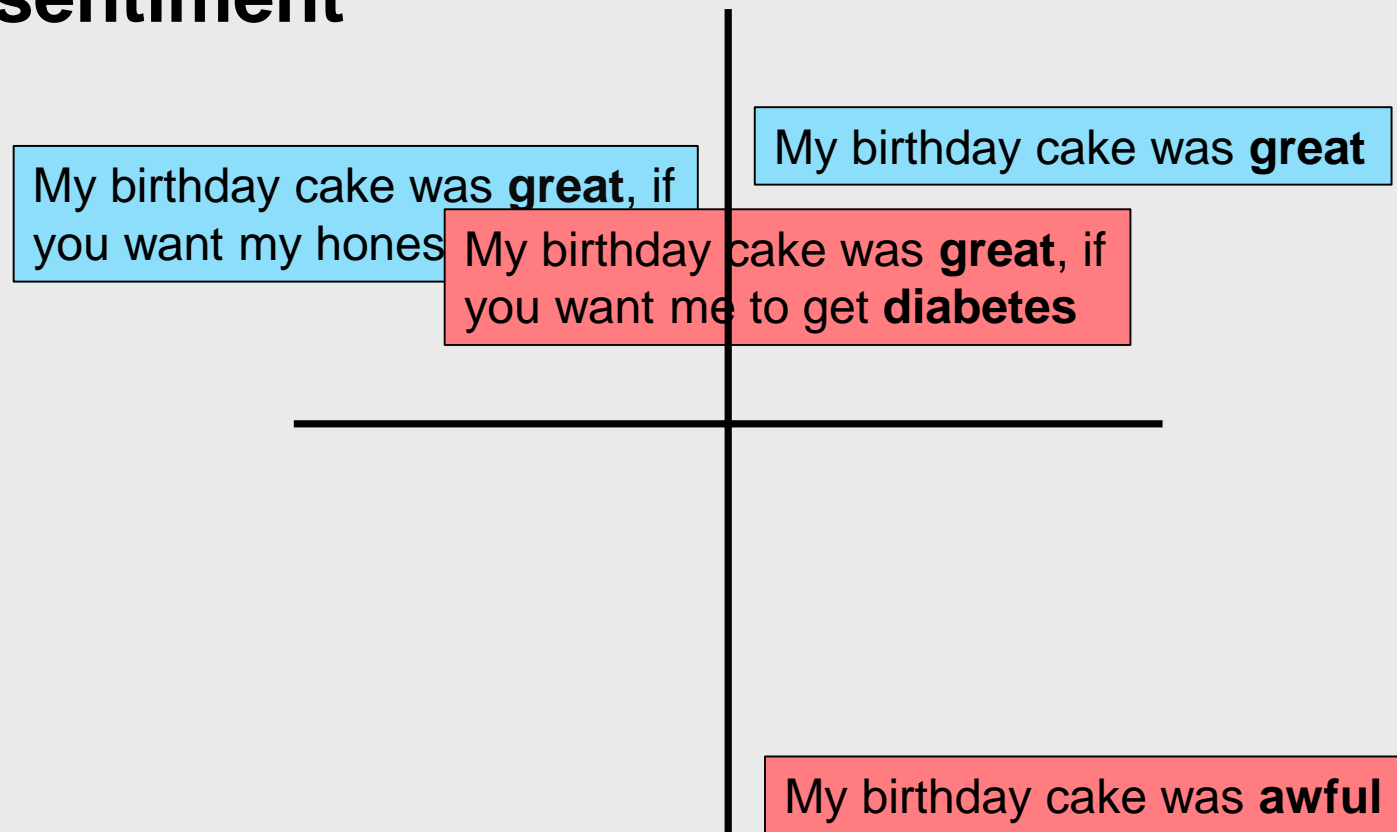 sentiment
My birthday cake was great
My birthday cake was great, if
you want my hones
My birthday cake was great, if
you want me to get diabetes
My birthday cake was awful